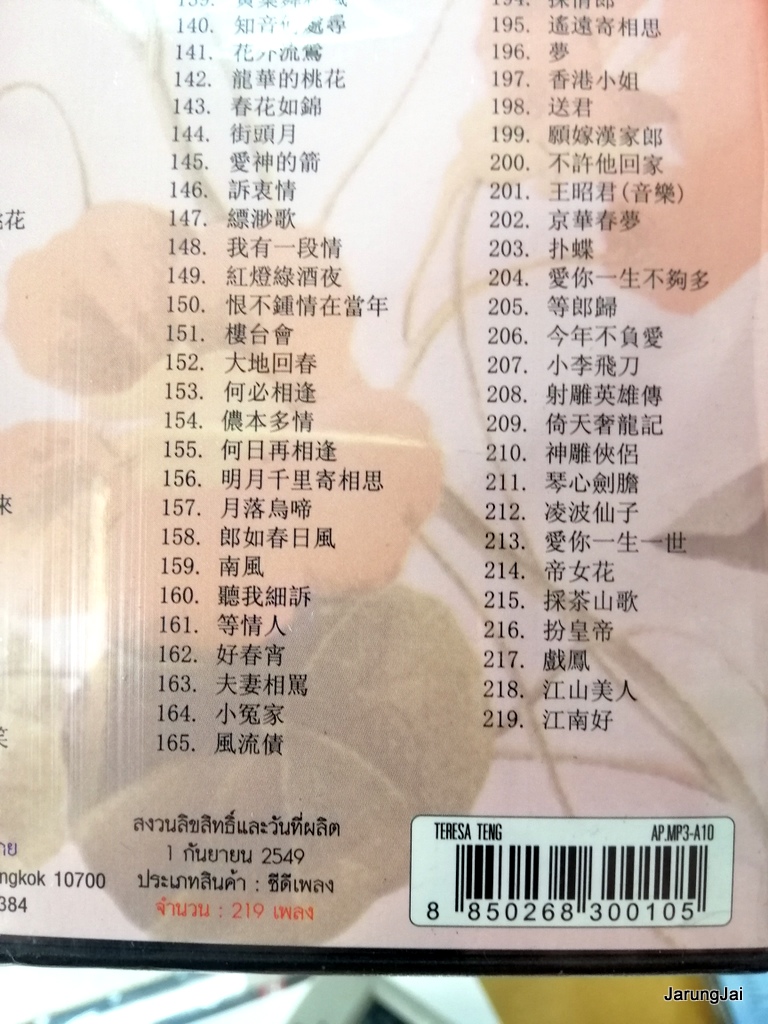 140. 知音何處尋
141. 花外流鶯
142. 龍華的桃花
143. 春花如錦
144. 街頭月
145. 愛神的箭
146. 訴衷情
147. 縹渺歌
148. 我有一段情
149. 紅燈綠酒夜
150. 恨不鍾情在當年
151. 樓台會
152. 大地回春
153. 何必相逢
154. 儂本多情
155. 何日再相逢
156. 明月千里寄相思
157. 月落烏啼
158. 郎如春日風
159. 南風
160. 聽我細訴
161. 等情人
162. 好春宵
163. 夫妻相罵
164. 小冤家
165. 風流債
194. 採情郎
195. 遙遠寄相思
196. 夢
197. 香港小姐
198. 送君
199. 願嫁漢家郎
200. 不許他回家
201. 王昭君(音樂)
202. 京華春夢
203. 扑蝶
204. 愛你一生不夠多
205. 等郎歸
206. 今年不負愛
207. 小李飛刀
208. 射雕英雄傳
209. 倚天奢龍記
210. 神雕俠侶
211. 琴心劍膽
212. 凌波仙子
213. 愛你一生一世
214. 帝女花
215. 採茶山歌
216. 扮皇帝
217. 戲鳳
218. 江山美人
219. 江南好
花
來
ngkok 10700
384
สงวนลิขสิทธิ์และวันที่ผลิต
1 กันยายน 2549
ประเภทสินค้า : ซีดีเพลง
จำนวน : 219 เพลง
TERESA TENG AP.MP3-A10
8 850268 300105
JarungJai